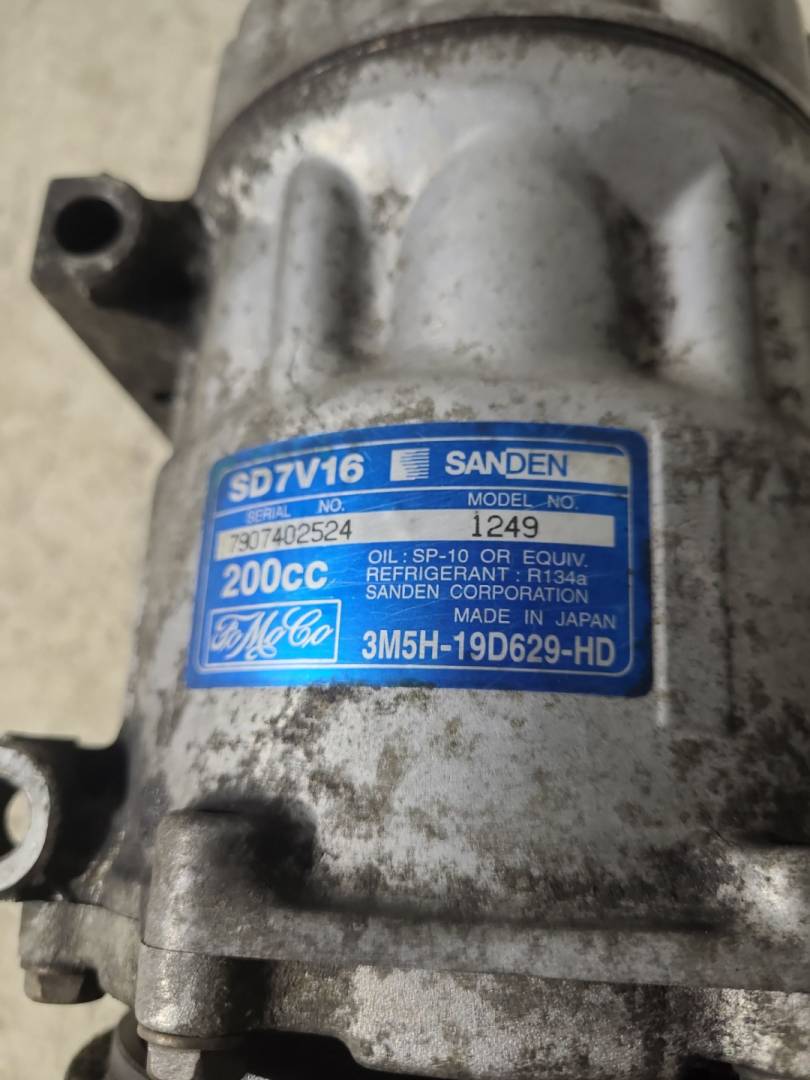 SD7V16 SANDEN
SERIAL NO. MODEL NO.
7907402524 1249
200cc
OIL : SP-10 OR EQUIV.
REFRIGERANT : R134a
SANDEN CORPORATION
MADE IN JAPAN
FoMoCo 3M5H-19D629-HD